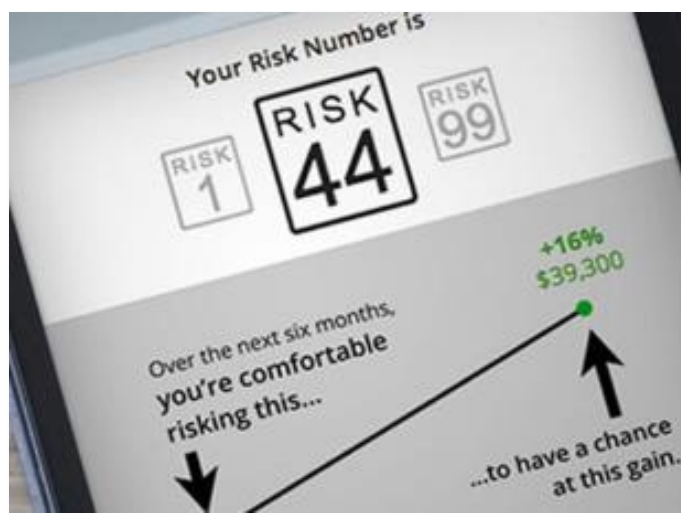 Your Risk Number is
RISK
1
RISK
44
RISK
99
+16%
$39,300
Over the next six months,
you're comfortable
risking this...
...to have a chance
at this gain.